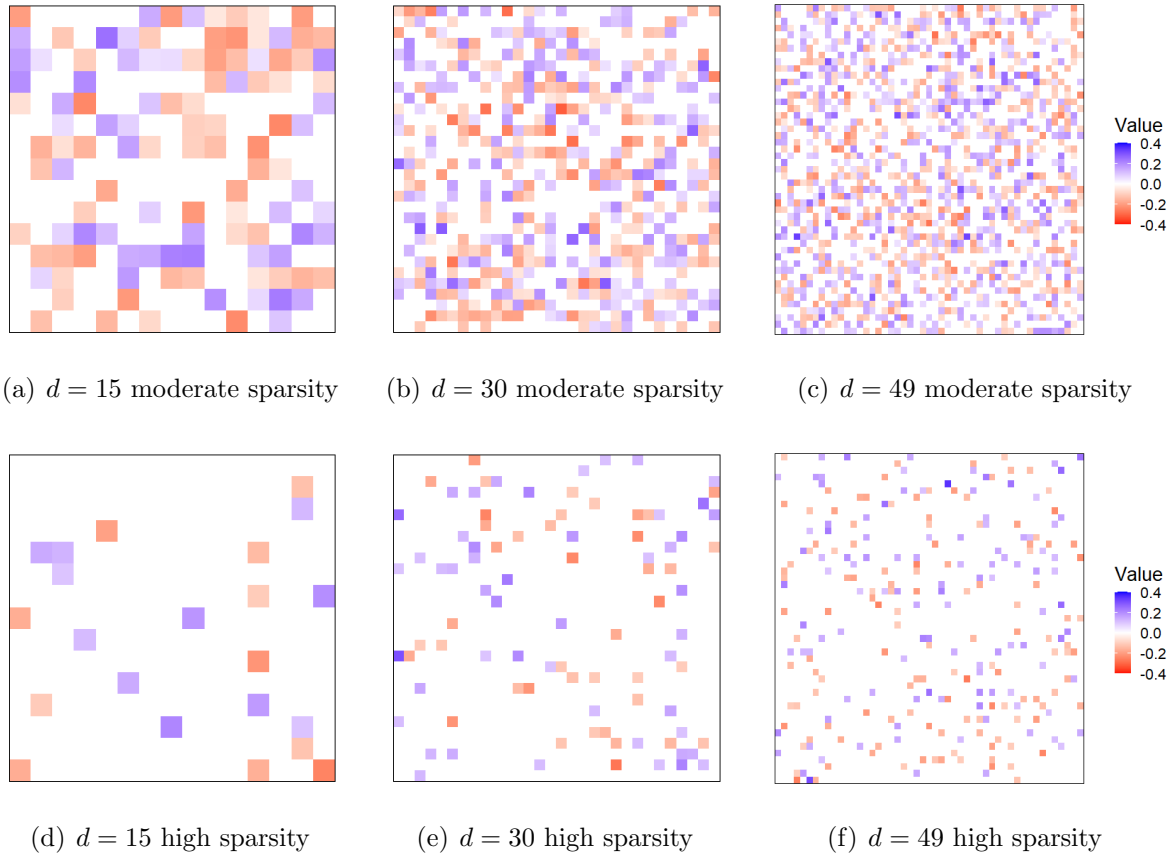 Value
0.4
0.2
0.0
-0.2
-0.4
(a) d = 15 moderate sparsity
(b) d = 30 moderate sparsity
(c) d = 49 moderate sparsity
Value
0.4
0.2
0.0
-0.2
-0.4
(d) d = 15 high sparsity
(e) d = 30 high sparsity
(f) d = 49 high sparsity